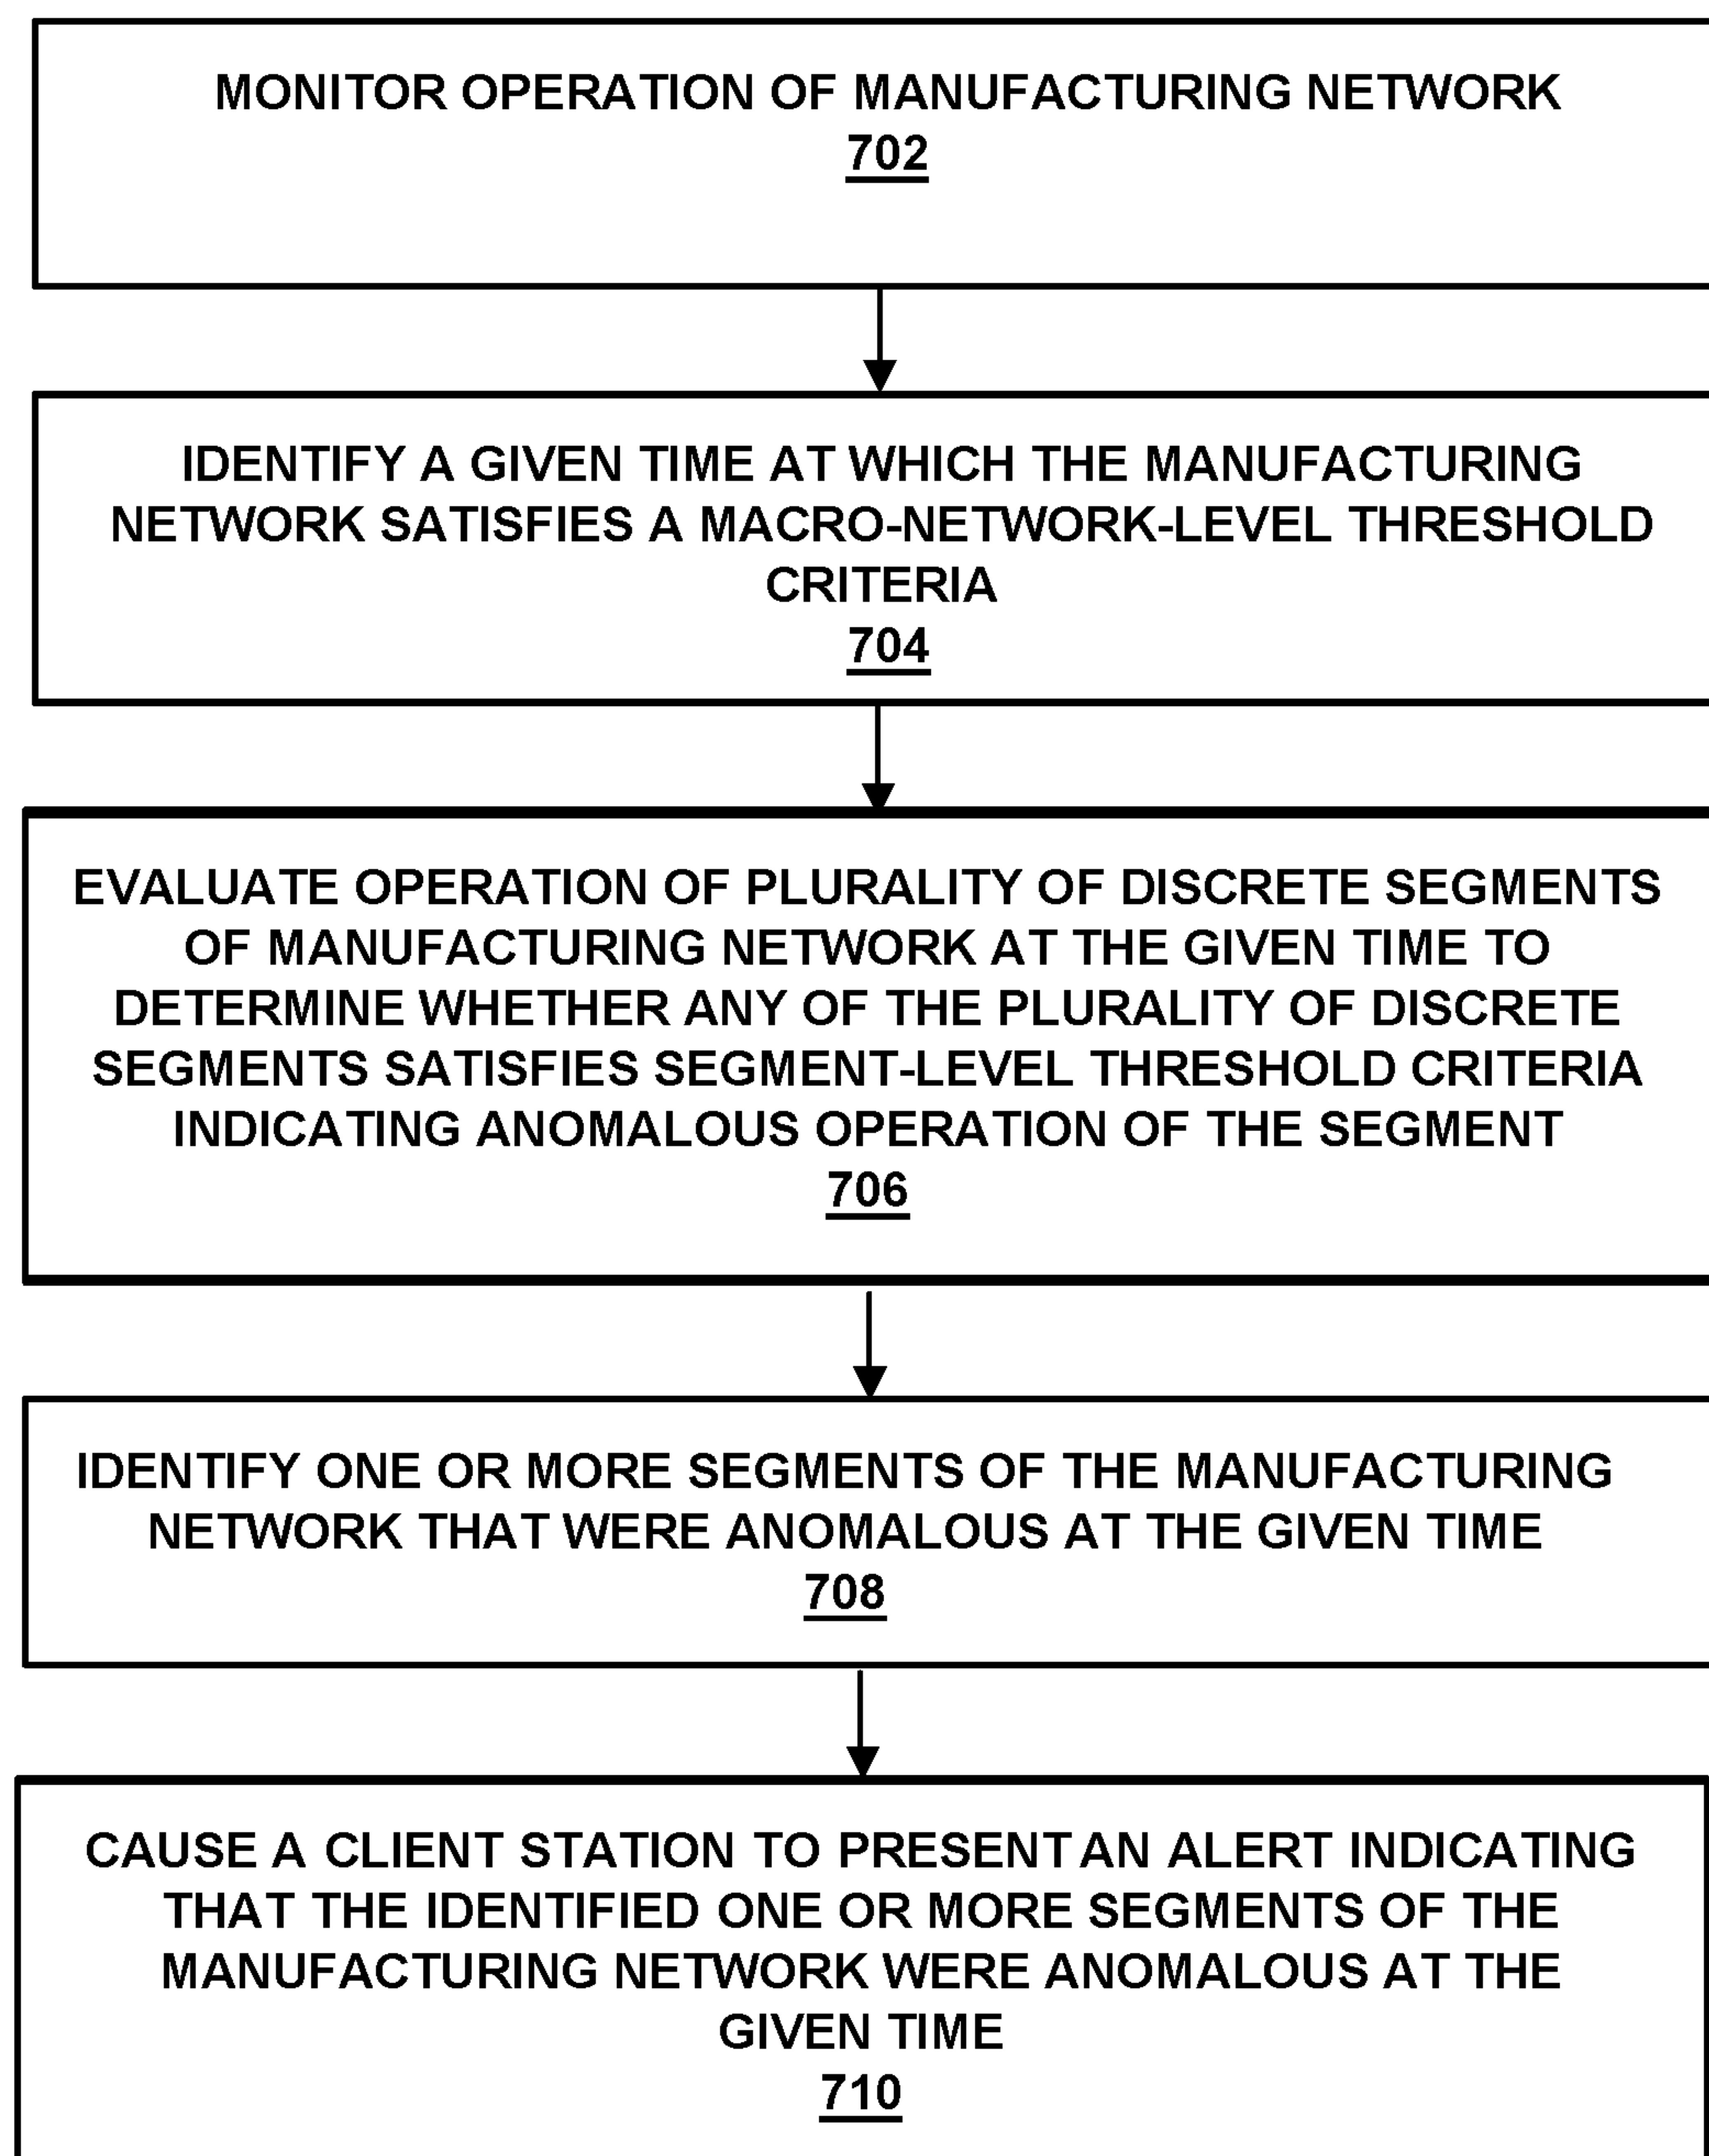 MONITOR OPERATION OF MANUFACTURING NETWORK
702
IDENTIFY A GIVEN TIME AT WHICH THE MANUFACTURING
NETWORK SATISFIES A MACRO-NETWORK-LEVEL THRESHOLD
CRITERIA
704
EVALUATE OPERATION OF PLURALITY OF DISCRETE SEGMENTS
OF MANUFACTURING NETWORK AT THE GIVEN TIME TO
DETERMINE WHETHER ANY OF THE PLURALITY OF DISCRETE
SEGMENTS SATISFIES SEGMENT-LEVEL THRESHOLD CRITERIA
INDICATING ANOMALOUS OPERATION OF THE SEGMENT
706
IDENTIFY ONE OR MORE SEGMENTS OF THE MANUFACTURING
NETWORK THAT WERE ANOMALOUS AT THE GIVEN TIME
708
CAUSE A CLIENT STATION TO PRESENT AN ALERT INDICATING
THAT THE IDENTIFIED ONE OR MORE SEGMENTS OF THE
MANUFACTURING NETWORK WERE ANOMALOUS AT THE
GIVEN TIME
710